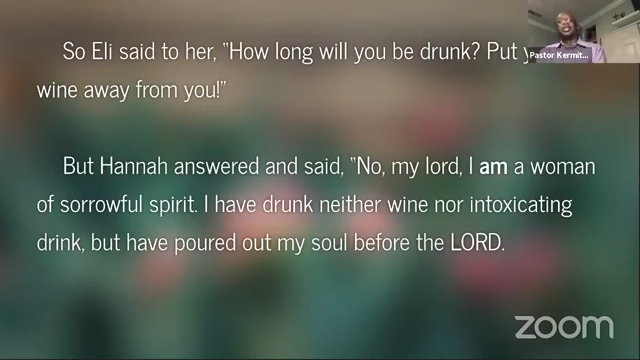 So Eli said to her, “How long will you be drunk? Put
wine away from you!”
But Hannah answered and said, “No, my lord, I am a woman
of sorrowful spirit. I have drunk neither wine nor intoxicating
drink, but have poured out my soul before the LORD.
Pastor Kermit...
zoom